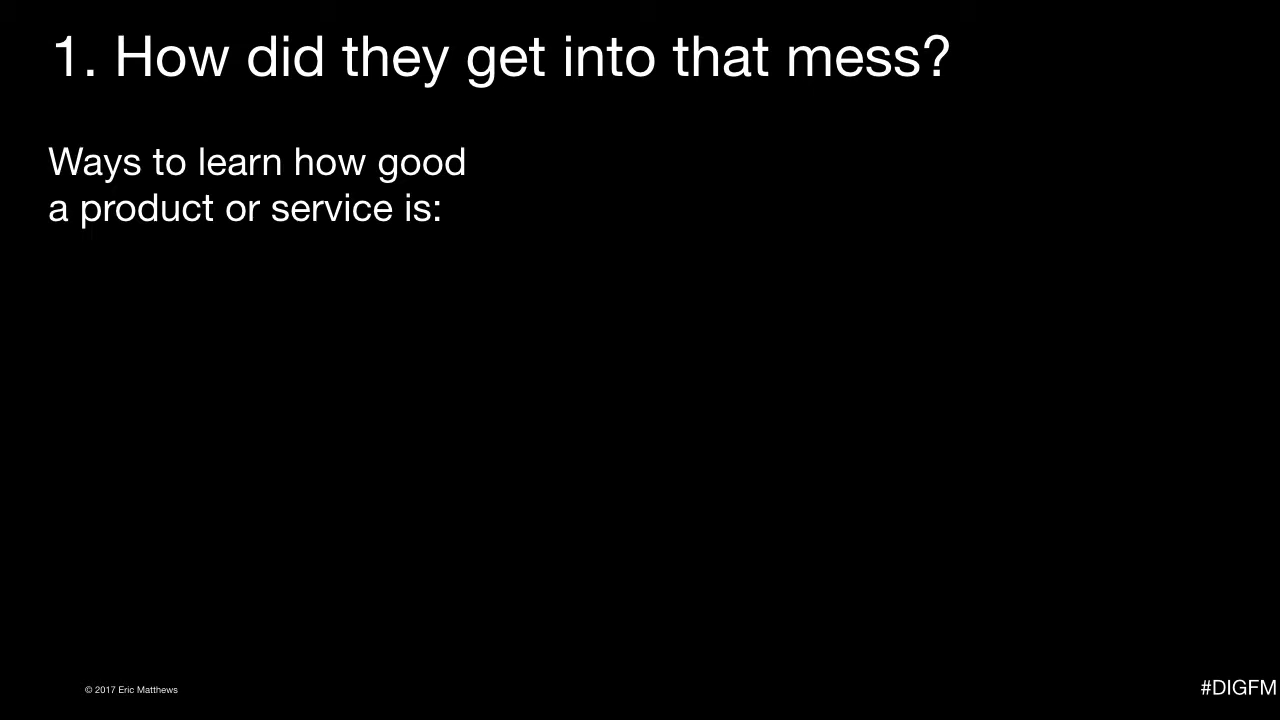 1. How did they get into that mess?
Ways to learn how good
a product or service is:
© 2017 Eric Matthews
#DIGFM